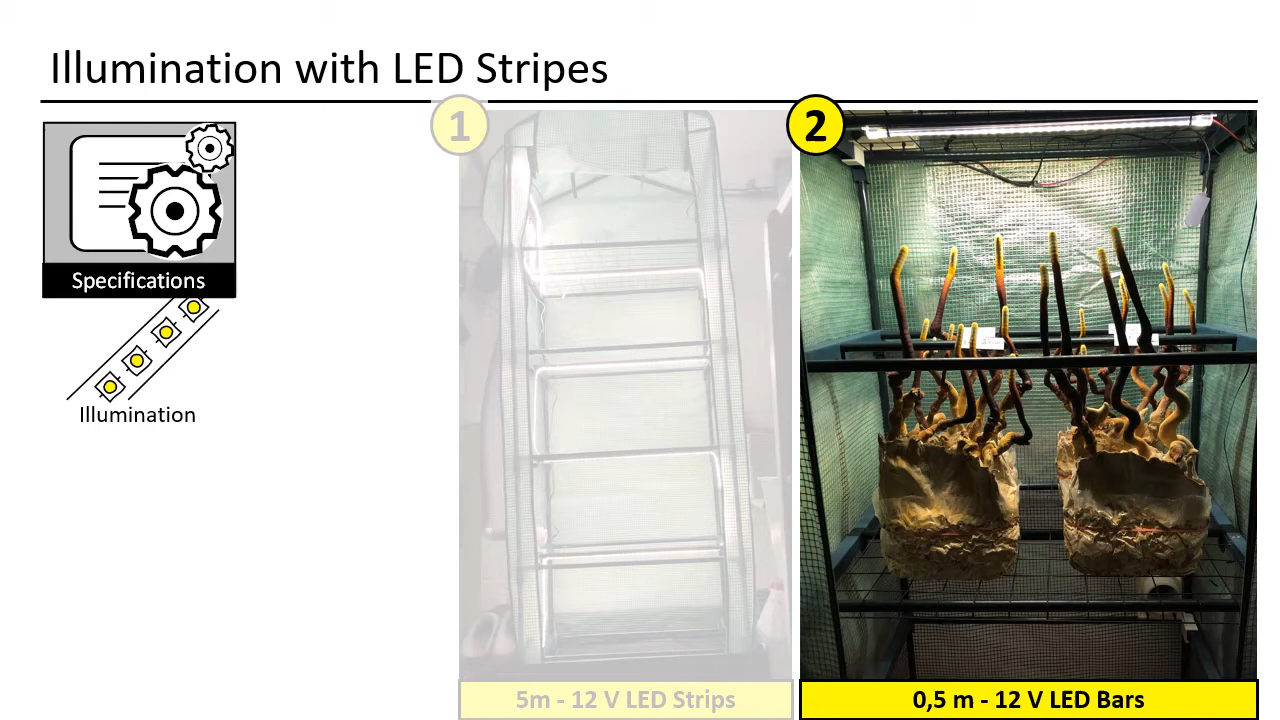 Illumination with LED Stripes
1
2
Specifications
Illumination
5m - 12 V LED Strips
0,5 m - 12 V LED Bars